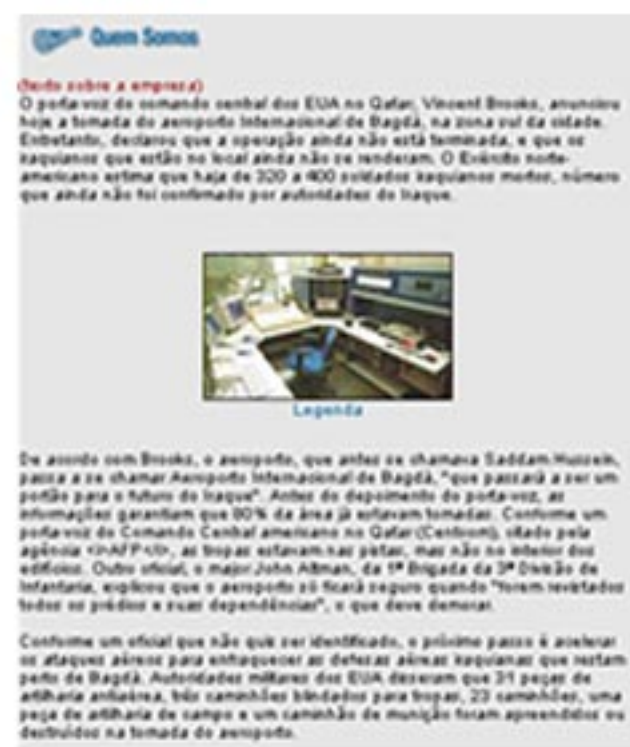 Quem Somos
(texto sobre a empresa)
O porta-voz do comando central dos EUA no Qatar, Vincent Brooks, anunciou
hoje a tomada do aeroporto Internacional de Bagdá, na zona sul da cidade.
Entretanto, declarou que a operação ainda não está terminada, e que os
iraquianos que estão no local ainda não se renderam. O Exército norte-
americano estima que haja de 320 a 400 soldados iraquianos mortos, número
que ainda não foi confirmado por autoridades do Iraque.
Legenda
De acordo com Brooks, o aeroporto, que antes se chamava Saddam Hussein,
passa a se chamar Aeroporto Internacional de Bagdá, "que passará a ser um
portão para o futuro do Iraque". Antes do depoimento do porta-voz, as
informações garantiam que 80% da área já estavam tomadas. Conforme um
porta-voz do Comando Central americano no Qatar (Centcom), citado pela
agência <i>AFP</i>, as tropas estavam nas pistas, mas não no interior dos
edifícios. Outro oficial, o major John Altman, da 1ª Brigada da 3ª Divisão de
Infantaria, explicou que o aeroporto só ficará seguro quando "forem revistados
todos os prédios e suas dependências", o que deve demorar.
Conforme um oficial que não quis ser identificado, o próximo passo é acelerar
os ataques aéreos para enfraquecer as defesas aéreas iraquianas que restam
perto de Bagdá. Autoridades militares dos EUA disseram que 31 peças de
artilharia antiaérea, três caminhões blindados para tropas, 23 caminhões, uma
peça de artilharia de campo e um caminhão de munição foram apreendidos ou
destruídos na tomada do aeroporto.